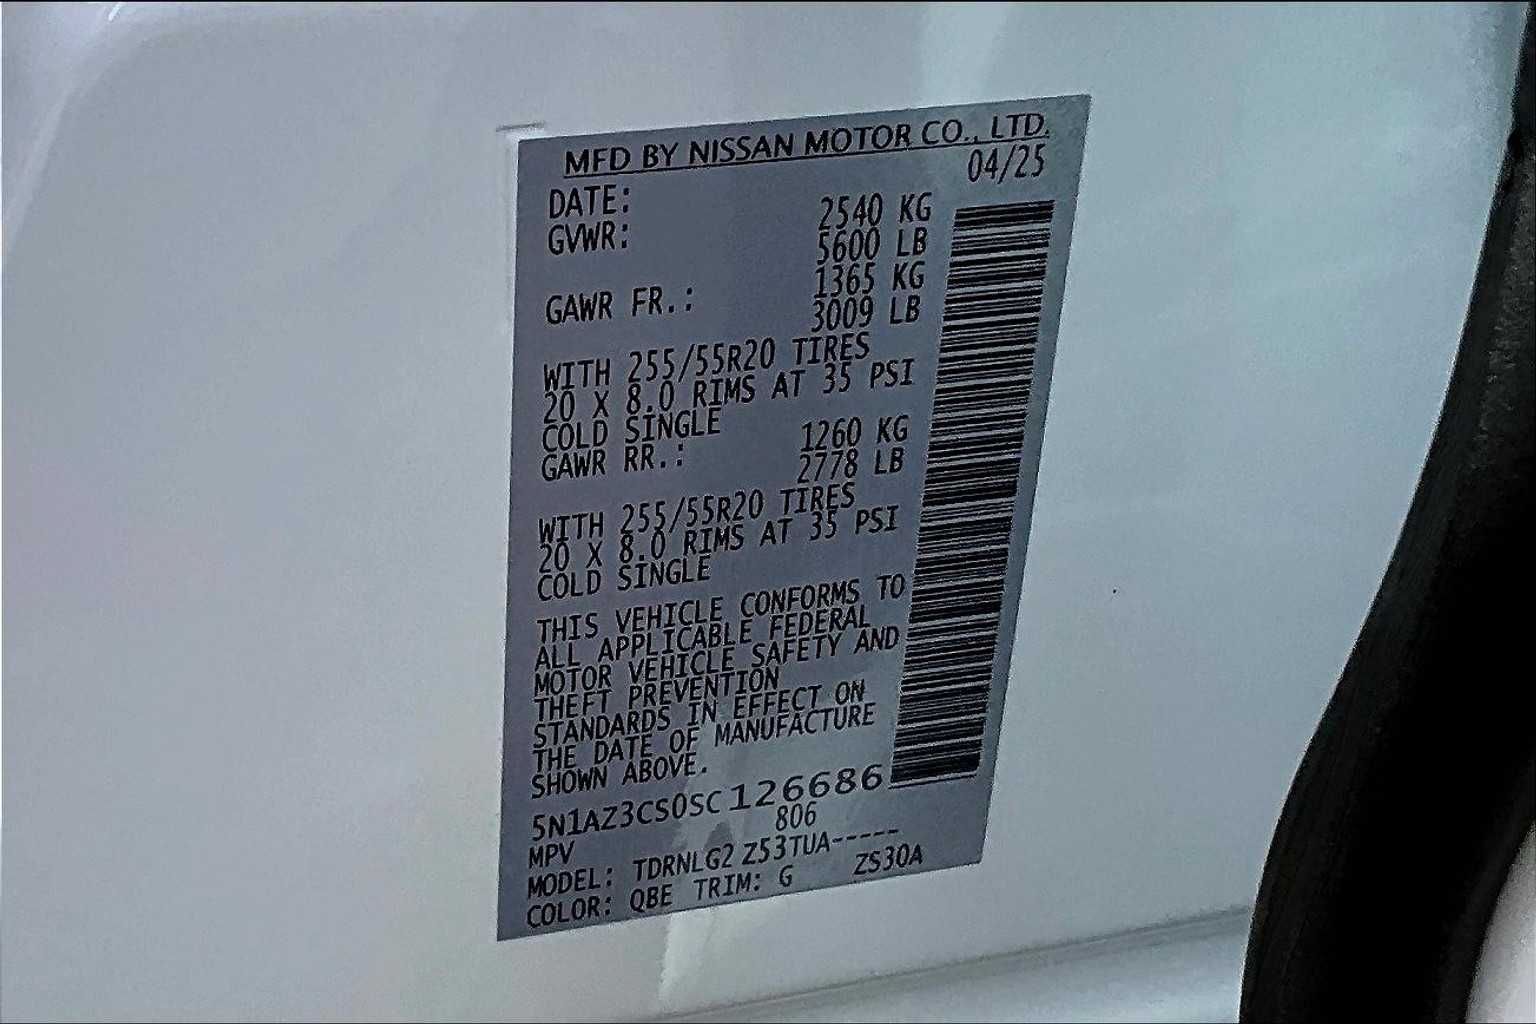 MFD BY NISSAN MOTOR CO., LTD.
DATE: 04/25
GVWR: 2540 KG
5600 LB
GAWR FR.: 1365 KG
3009 LB
WITH 255/55R20 TIRES
20 X 8.0 RIMS AT 35 PSI
COLD SINGLE
GAWR RR.: 1260 KG
2778 LB
WITH 255/55R20 TIRES
20 X 8.0 RIMS AT 35 PSI
COLD SINGLE
THIS VEHICLE CONFORMS TO
ALL APPLICABLE FEDERAL
MOTOR VEHICLE SAFETY AND
THEFT PREVENTION
STANDARDS IN EFFECT ON
THE DATE OF MANUFACTURE
SHOWN ABOVE.
5N1AZ3CS0SC126686
MPV 806
MODEL: TDRNLG2 Z53TUA-----
COLOR: QBE TRIM: G ZS30A